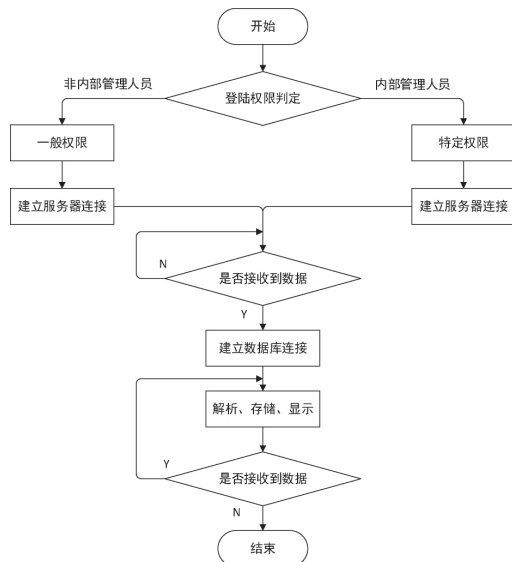 开始
非内部管理人员
内部管理人员
登陆权限判定
一般权限
特定权限
建立服务器连接
建立服务器连接
N
是否接收到数据
Y
建立数据库连接
解析、存储、显示
Y
是否接收到数据
N
结束